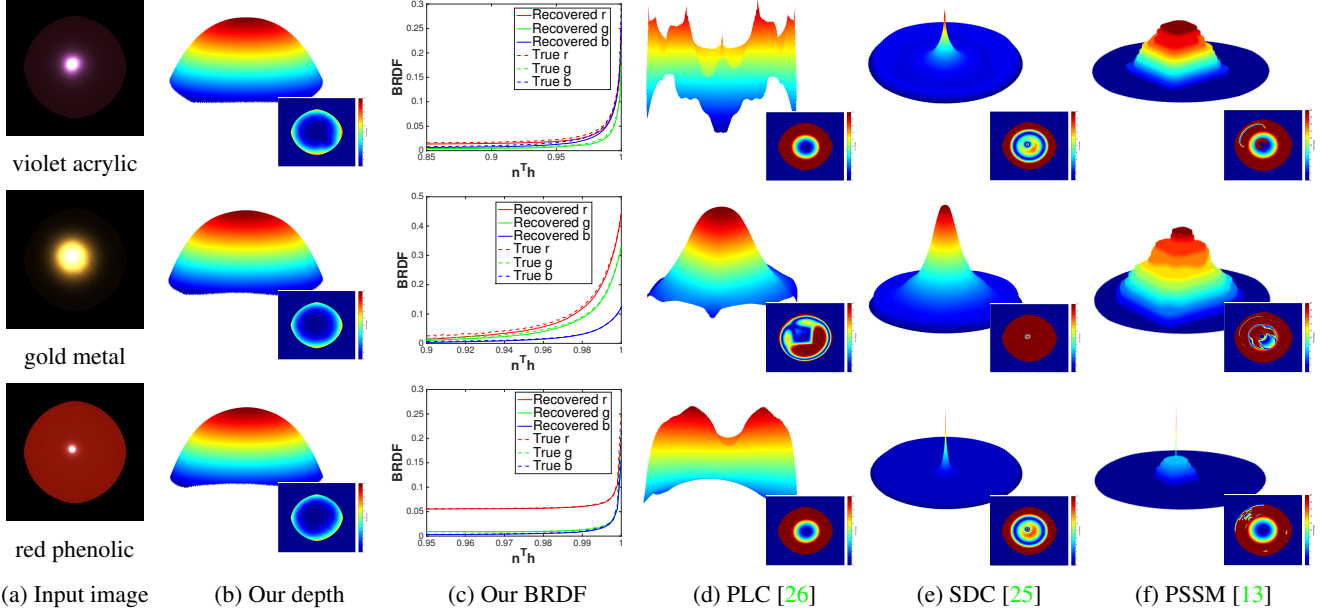 0.3
0.25
0.2
0.15
0.1
0.05
0
BRDF
Recovered r
Recovered g
Recovered b
True r
True g
True b
0.85 0.9 0.95 1
n^T h
violet acrylic
0.5
0.4
0.3
0.2
0.1
0
BRDF
Recovered r
Recovered g
Recovered b
True r
True g
True b
0.9 0.92 0.94 0.96 0.98 1
n^T h
gold metal
0.3
0.25
0.2
0.15
0.1
0.05
0
BRDF
Recovered r
Recovered g
Recovered b
True r
True g
True b
0.95 0.96 0.97 0.98 0.99 1
n^T h
red phenolic
(a) Input image (b) Our depth (c) Our BRDF (d) PLC [26] (e) SDC [25] (f) PSSM [13]